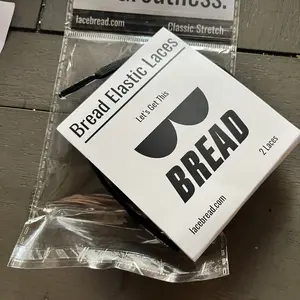 lacebread.com
Classic Stretch
Bread Elastic Laces
Let's Get This
BREAD
2 Laces
lacebread.com